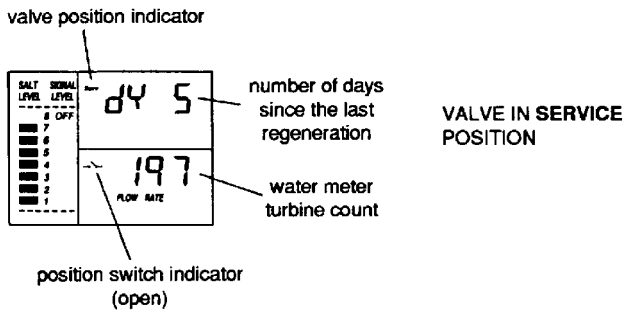 valve position indicator
SALT LEVEL
SIGNAL LEVEL
Serv
dY 5
8 OFF
7
6
5
4
3
2
1
197
FLOW RATE
number of days
since the last
regeneration
water meter
turbine count
VALVE IN SERVICE
POSITION
position switch indicator
(open)